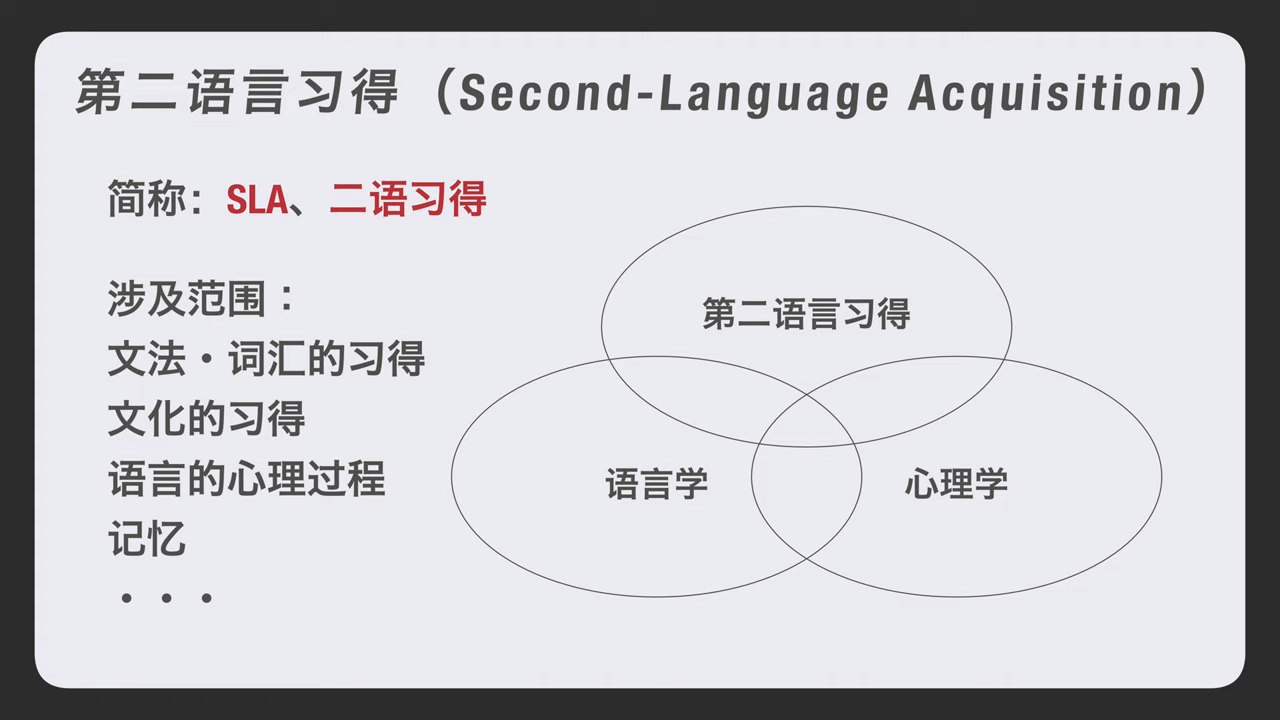 第二语言习得（Second-Language Acquisition）
简称：SLA、二语习得
涉及范围：
文法・词汇的习得
文化的习得
语言的心理过程
记忆
・・・
第二语言习得
语言学
心理学